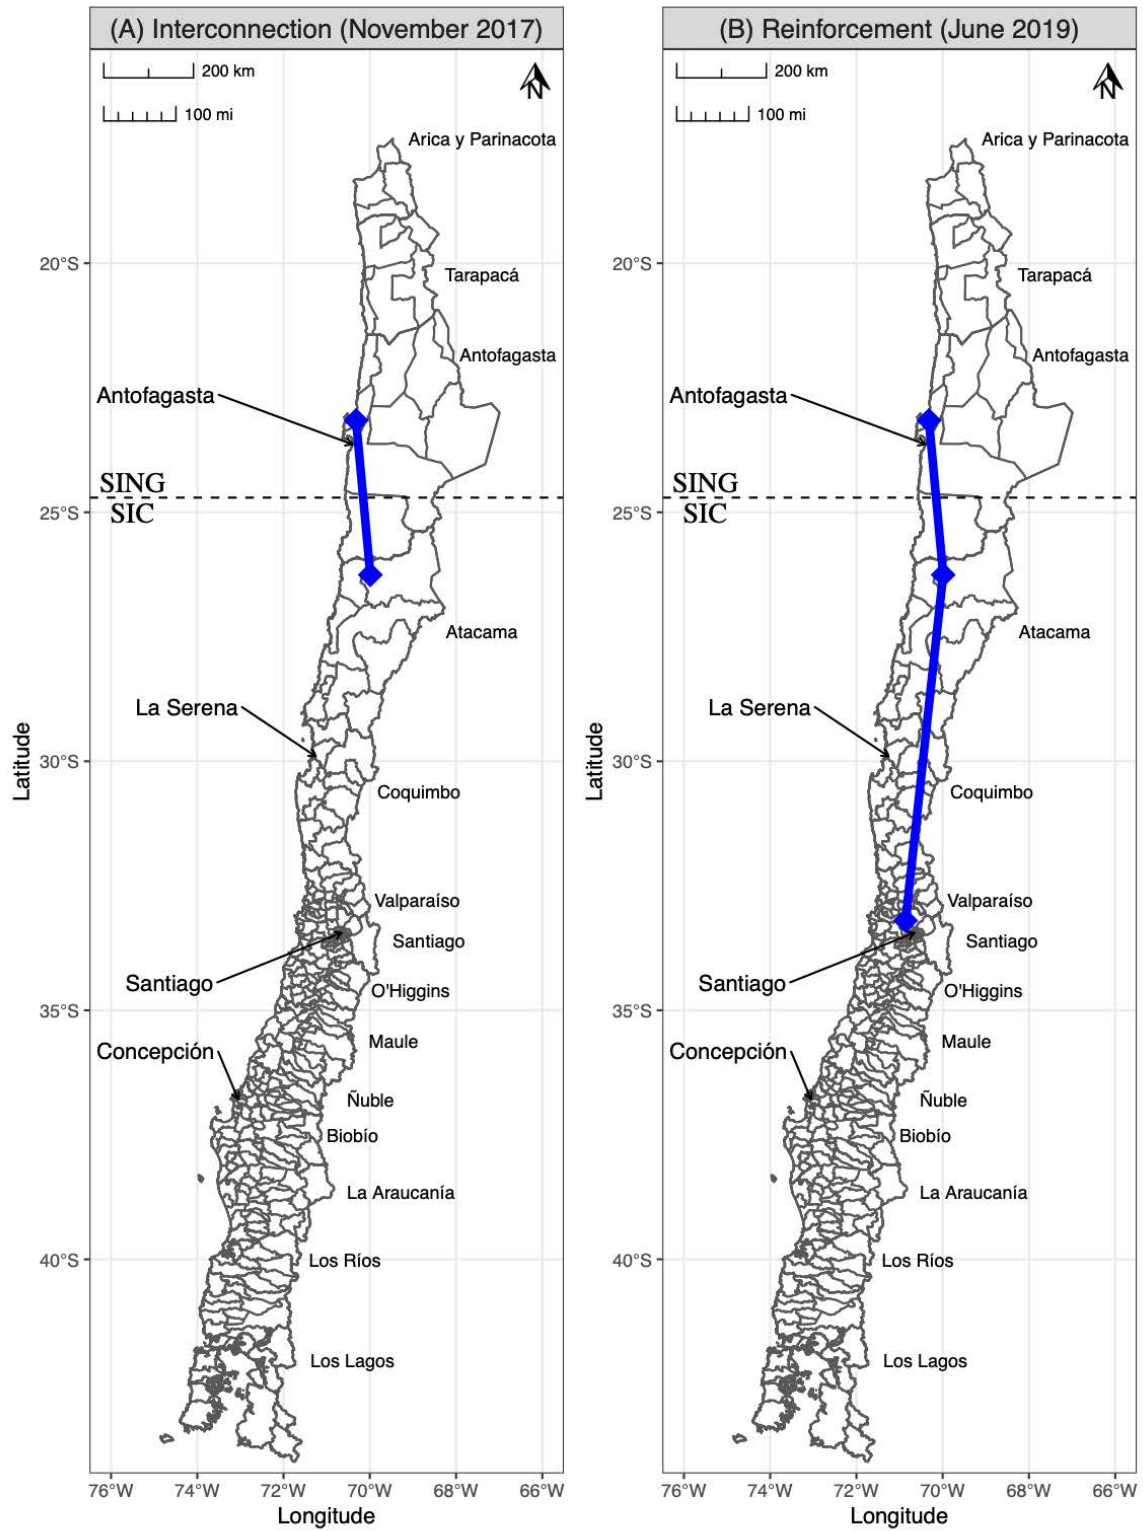 (A) Interconnection (November 2017)
200 km
100 mi
N
Arica y Parinacota
20°S
Tarapacá
Antofagasta
Antofagasta
SING
25°S
SIC
Atacama
La Serena
30°S
Latitude
Coquimbo
Valparaíso
Santiago
Santiago
O'Higgins
35°S
Maule
Concepción
Ñuble
Biobío
La Araucanía
40°S
Los Ríos
Los Lagos
76°W 74°W 72°W 70°W 68°W 66°W
Longitude
(B) Reinforcement (June 2019)
200 km
100 mi
N
Arica y Parinacota
20°S
Tarapacá
Antofagasta
Antofagasta
SING
25°S
SIC
Atacama
La Serena
30°S
Latitude
Coquimbo
Valparaíso
Santiago
Santiago
O'Higgins
35°S
Maule
Concepción
Ñuble
Biobío
La Araucanía
40°S
Los Ríos
Los Lagos
76°W 74°W 72°W 70°W 68°W 66°W
Longitude